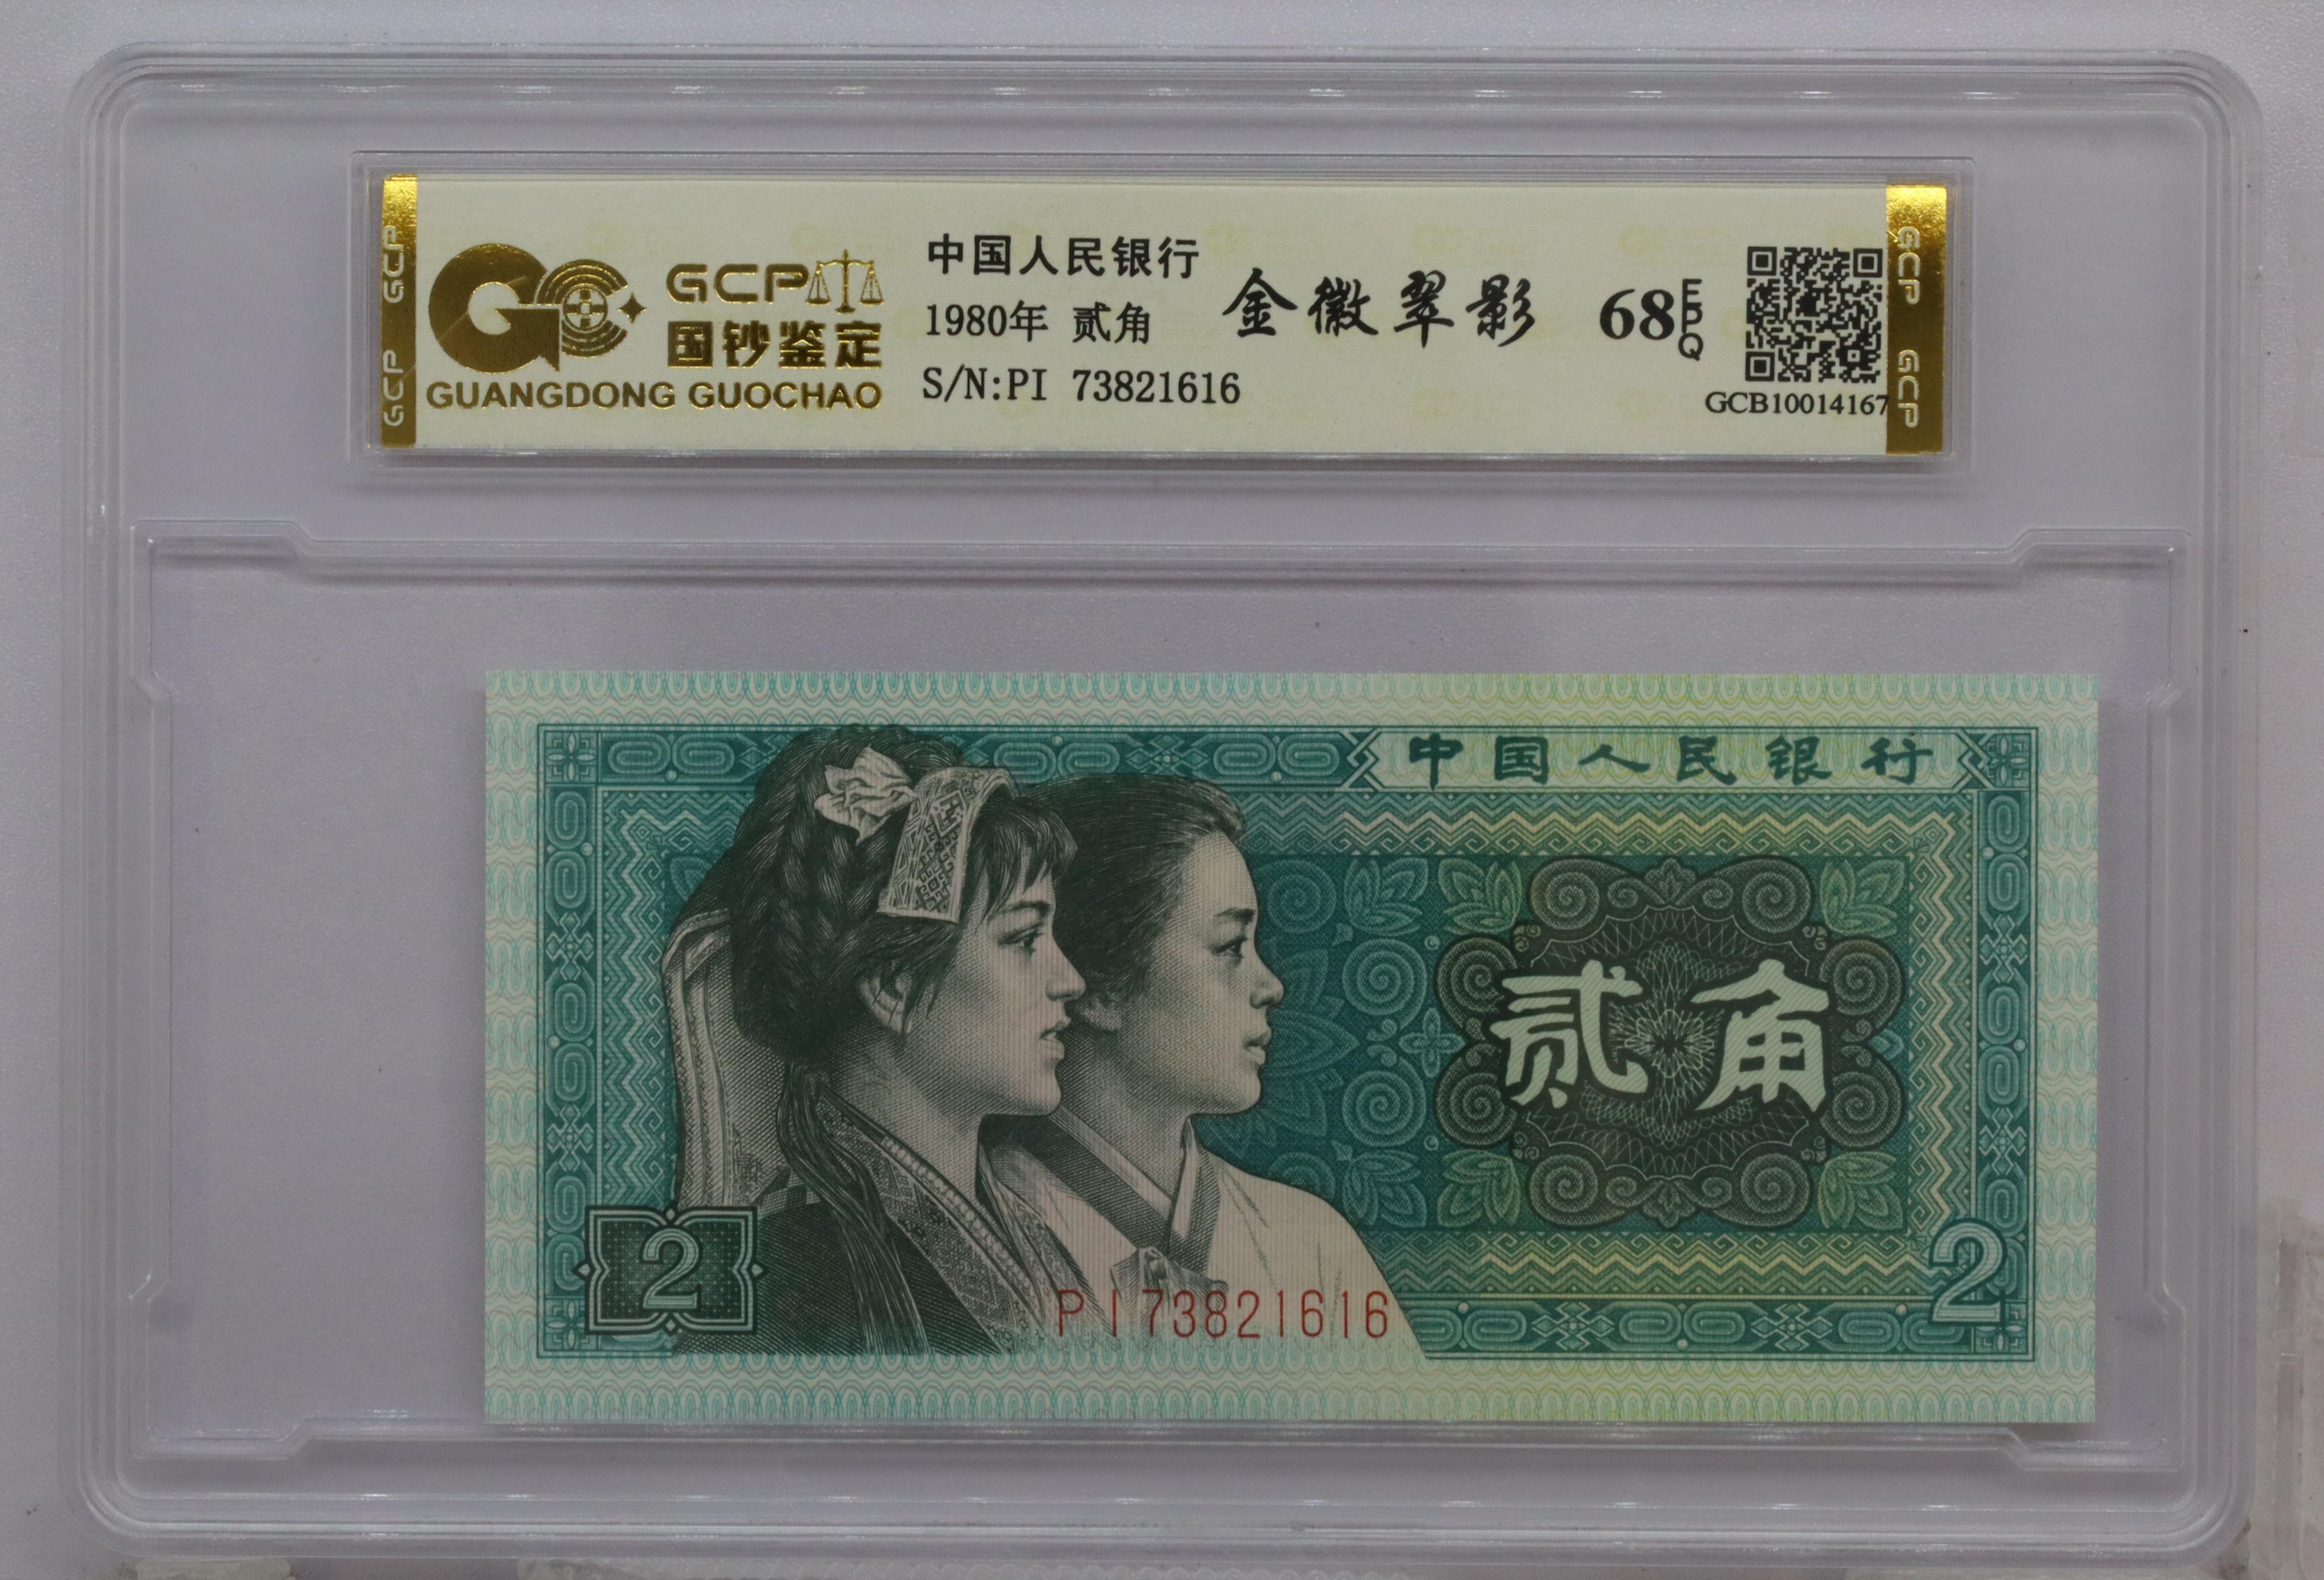 GCP GCP
GCP
国钞鉴定
GUANGDONG GUOCHAO
中国人民银行
1980年 贰角
S/N:PI 73821616
金徽翠影
68 EPQ
GCB10014167
GCP GCP
中国人民银行
贰角
2
2
PI73821616